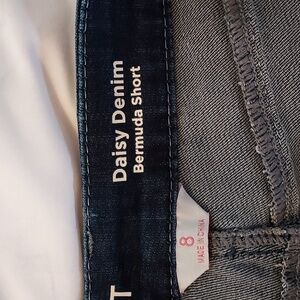 Daisy Denim
Bermuda Short
T
8
MADE IN CHINA